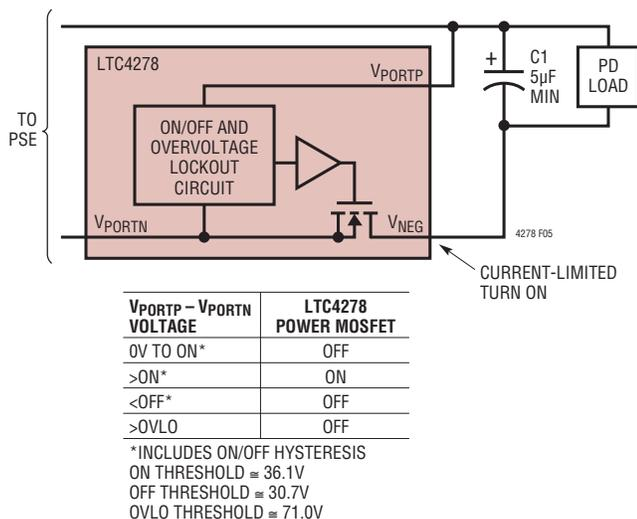 TO
PSE
LTC4278
VPORTP
ON/OFF AND
OVERVOLTAGE
LOCKOUT
CIRCUIT
VPORTN
VNEG
C1
5µF
MIN
+
PD
LOAD
4278 F05
CURRENT-LIMITED
TURN ON
VPORTP – VPORTN
VOLTAGE
LTC4278
POWER MOSFET
0V TO ON* OFF
>ON* ON
<OFF* OFF
>OVLO OFF
*INCLUDES ON/OFF HYSTERESIS
ON THRESHOLD ≅ 36.1V
OFF THRESHOLD ≅ 30.7V
OVLO THRESHOLD ≅ 71.0V